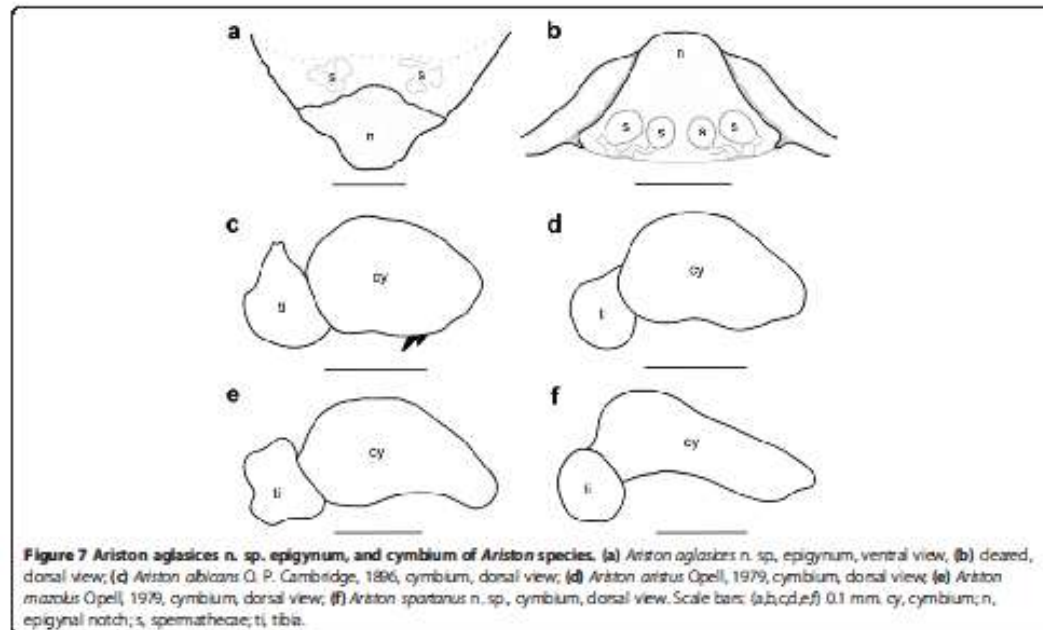 a
b
n
s
s
n
s
s
s
s
c
d
cy
cy
ti
t
e
f
cy
cy
ti
ti
Figure 7 Ariston aglasices n. sp. epigynum, and cymbium of Ariston species. (a) Ariston aglasices n. sp., epigynum, ventral view, (b) cleared,
dorsal view; (c) Ariston albicans O. P. Cambridge, 1896, cymbium, dorsal view; (d) Ariston aristus Opell, 1979, cymbium, dorsal view; (e) Ariston
mazolus Opell, 1979, cymbium, dorsal view; (f) Ariston spartanus n. sp., cymbium, dorsal view. Scale bars: (a,b,c,d,e,f) 0.1 mm. cy, cymbium; n,
epigynal notch; s, spermathecae; ti, tibia.